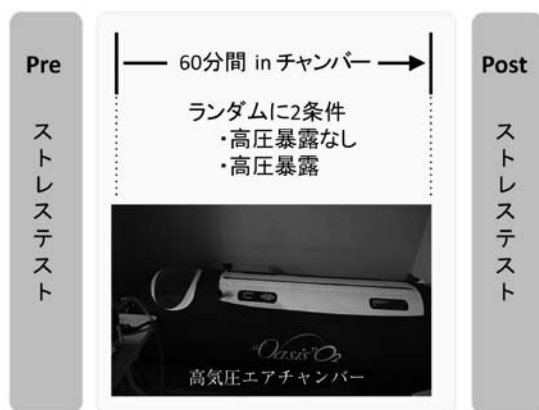 Pre
ストレステスト
60分間 in チャンバー
ランダムに2条件
・高圧暴露なし
・高圧暴露
"Oasis"O2
高気圧エアチャンバー
Post
ストレステスト